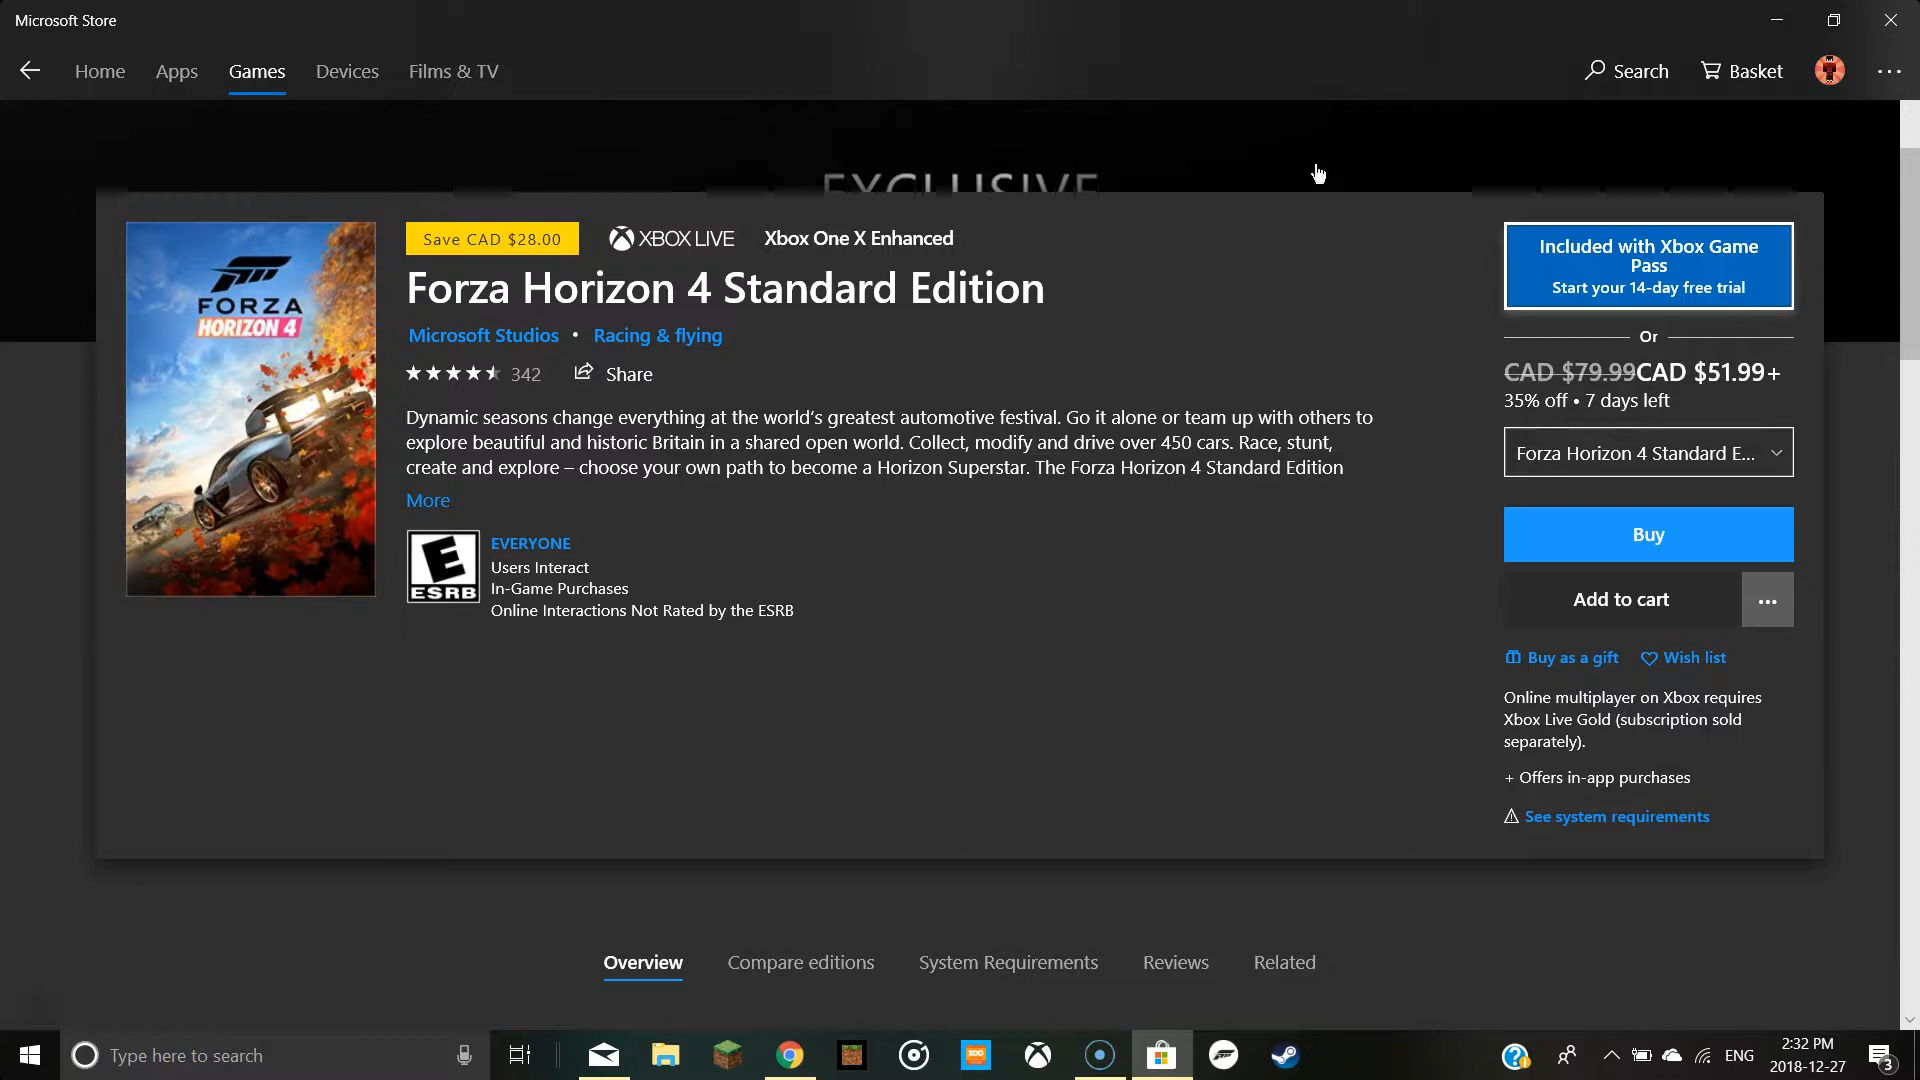 Microsoft Store
Home Apps Games Devices Films & TV
Search Basket
EXCLUSIVE
FORZA
HORIZON 4
Save CAD $28.00
XBOX LIVE
Xbox One X Enhanced
Forza Horizon 4 Standard Edition
Microsoft Studios • Racing & flying
342 Share
Dynamic seasons change everything at the world's greatest automotive festival. Go it alone or team up with others to
explore beautiful and historic Britain in a shared open world. Collect, modify and drive over 450 cars. Race, stunt,
create and explore – choose your own path to become a Horizon Superstar. The Forza Horizon 4 Standard Edition
More
E
ESRB
EVERYONE
Users Interact
In-Game Purchases
Online Interactions Not Rated by the ESRB
Included with Xbox Game
Pass
Start your 14-day free trial
Or
CAD $79.99CAD $51.99+
35% off • 7 days left
Forza Horizon 4 Standard E...
Buy
Add to cart
...
Buy as a gift Wish list
Online multiplayer on Xbox requires
Xbox Live Gold (subscription sold
separately).
+ Offers in-app purchases
See system requirements
Overview Compare editions System Requirements Reviews Related
Type here to search
ZOO
ENG
2:32 PM
2018-12-27
3